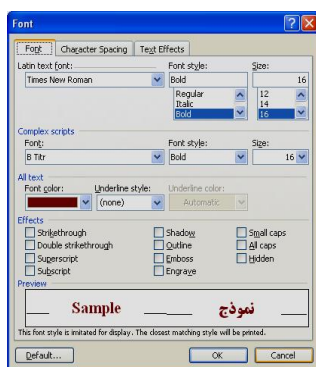 Font
Font Character Spacing Text Effects
Latin text font: Font style: Size:
Times New Roman Bold 16
Regular 12
Italic 14
Bold 16
Complex scripts
Font: Font style: Size:
B Titr Bold 16
All text
Font color: Underline style: Underline color:
(none) Automatic
Effects
Strikethrough Shadow Small caps
Double strikethrough Outline All caps
Superscript Emboss Hidden
Subscript Engrave
Preview
Sample نموذج
This font style is imitated for display. The closest matching style will be printed.
Default... OK Cancel